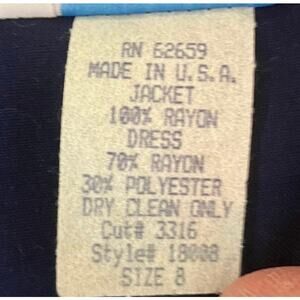 RN 62659
MADE IN U.S.A.
JACKET
100% RAYON
DRESS
70% RAYON
30% POLYESTER
DRY CLEAN ONLY
Cut# 3316
Style# 18008
SIZE 8